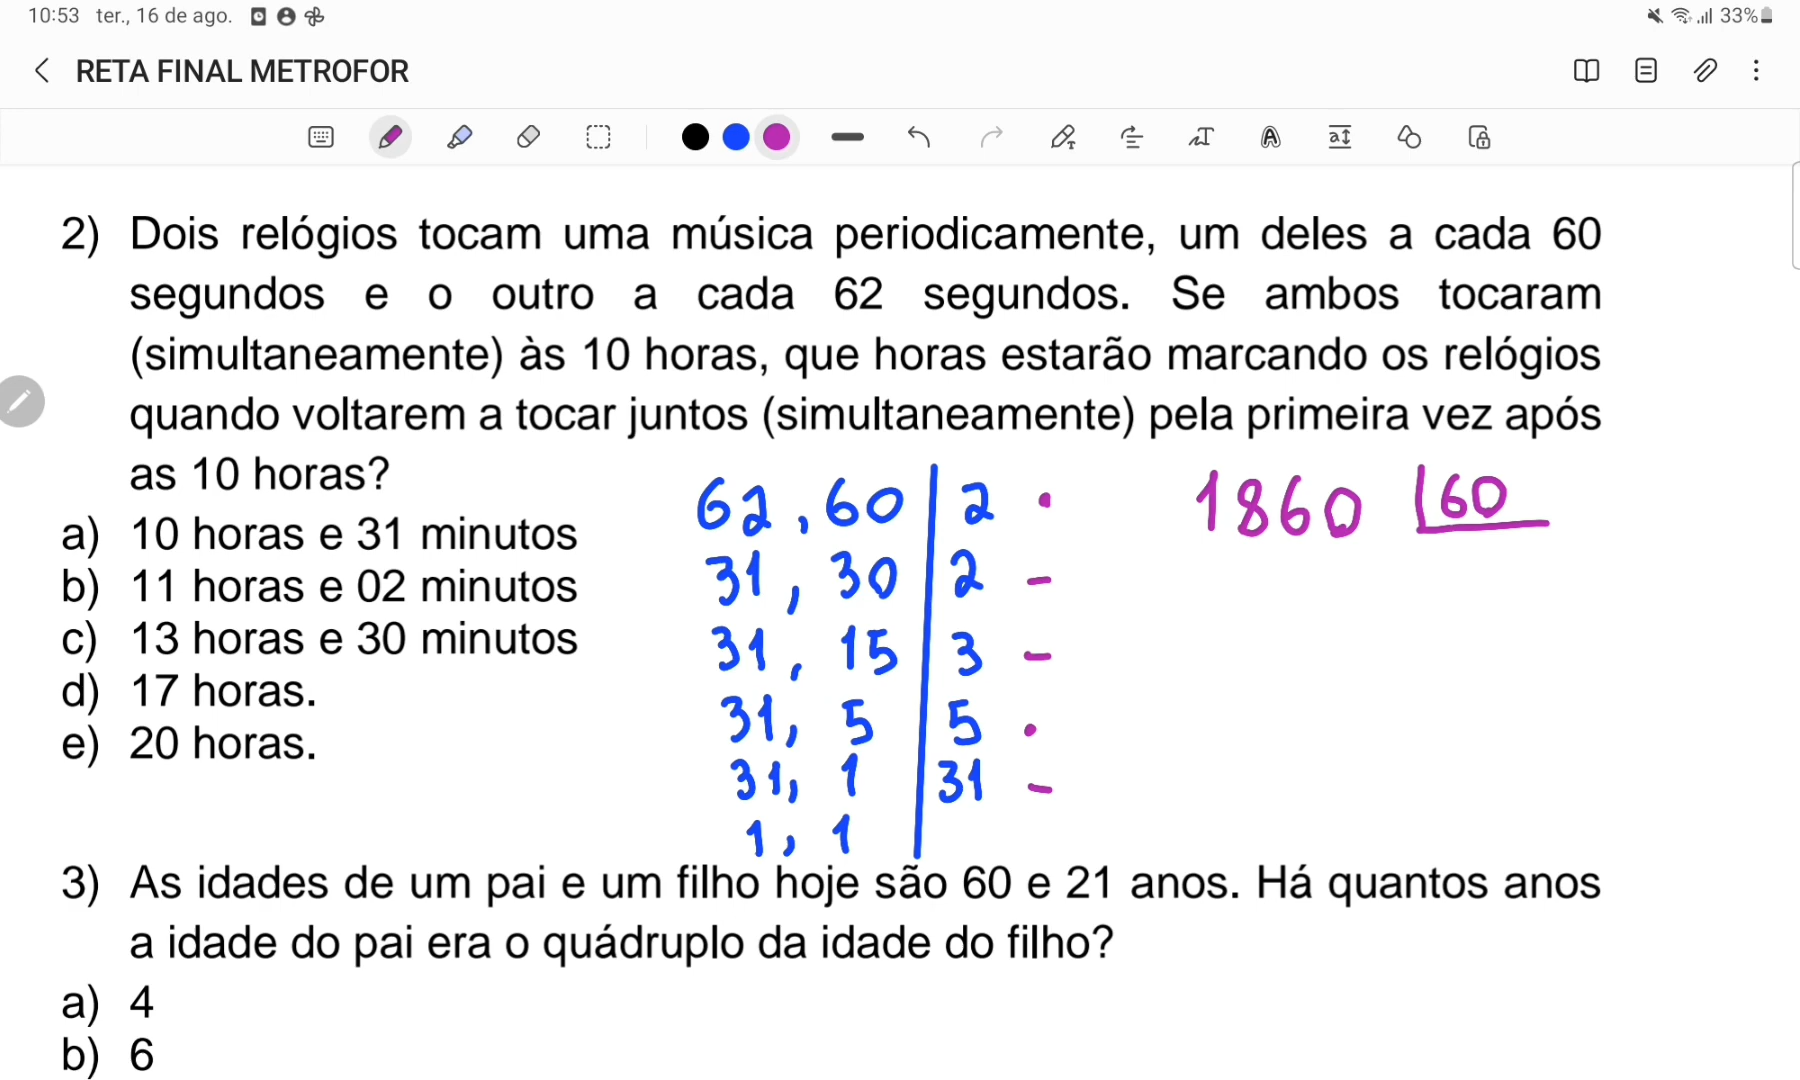 10:53 ter., 16 de ago.
33%
RETA FINAL METROFOR
2) Dois relógios tocam uma música periodicamente, um deles a cada 60
segundos e o outro a cada 62 segundos. Se ambos tocaram
(simultaneamente) às 10 horas, que horas estarão marcando os relógios
quando voltarem a tocar juntos (simultaneamente) pela primeira vez após
as 10 horas?
a) 10 horas e 31 minutos
b) 11 horas e 02 minutos
c) 13 horas e 30 minutos
d) 17 horas.
e) 20 horas.
62, 60 | 2 ·
31, 30 | 2 -
31, 15 | 3 -
31, 5 | 5 ·
31, 1 | 31 -
1, 1
1860 60
3) As idades de um pai e um filho hoje são 60 e 21 anos. Há quantos anos
a idade do pai era o quádruplo da idade do filho?
a) 4
b) 6